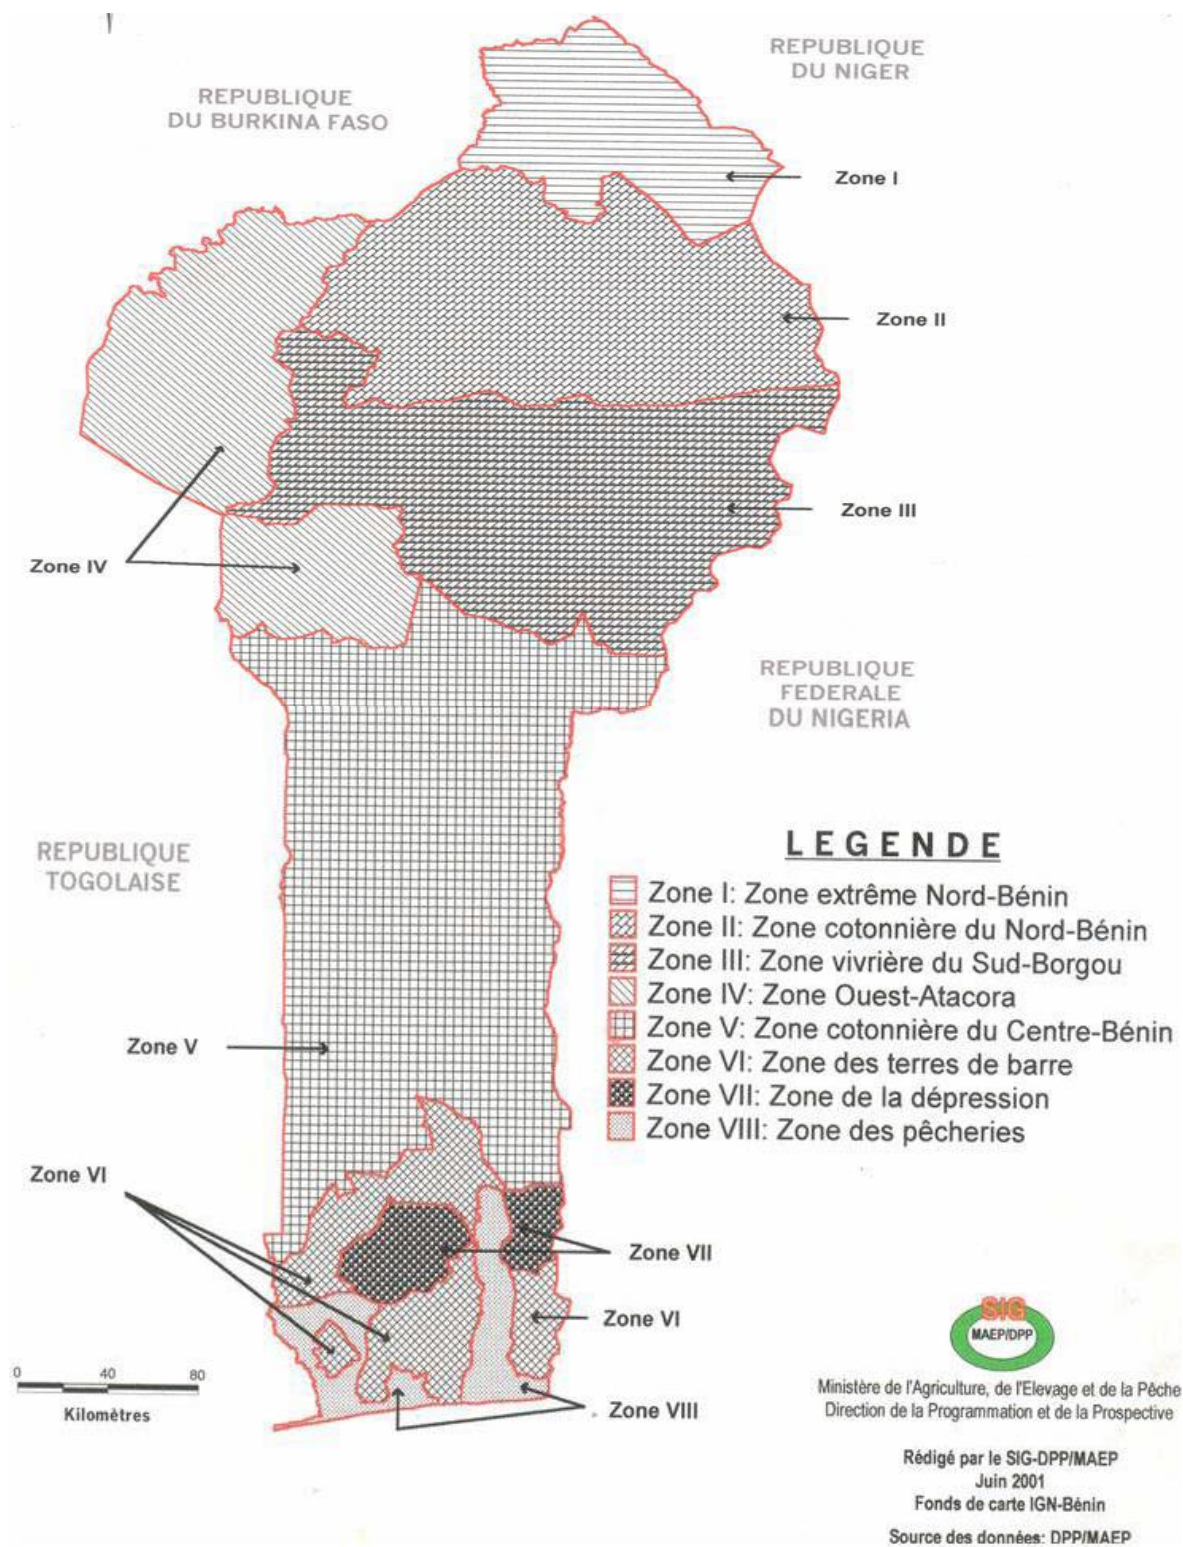 REPUBLIQUE
DU NIGER
REPUBLIQUE
DU BURKINA FASO
Zone I
Zone II
Zone III
Zone IV
REPUBLIQUE
FEDERALE
DU NIGERIA
REPUBLIQUE
TOGOLAISE
LEGENDE
Zone I: Zone extrême Nord-Bénin
Zone II: Zone cotonnière du Nord-Bénin
Zone III: Zone vivrière du Sud-Borgou
Zone IV: Zone Ouest-Atacora
Zone V: Zone cotonnière du Centre-Bénin
Zone VI: Zone des terres de barre
Zone VII: Zone de la dépression
Zone VIII: Zone des pêcheries
Zone V
Zone VI
Zone VII
Zone VI
Zone VIII
0 40 80
Kilomètres
SIG
MAEP/DPP
Ministère de l'Agriculture, de l'Elevage et de la Pêche
Direction de la Programmation et de la Prospective
Rédigé par le SIG-DPP/MAEP
Juin 2001
Fonds de carte IGN-Bénin
Source des données: DPP/MAEP